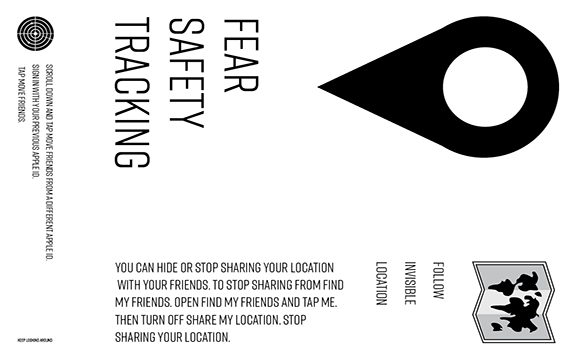 FEAR
SAFETY
TRACKING
SCROLL DOWN AND TAP MOVE FRIENDS FROM A DIFFERENT APPLE ID.
SIGN IN WITH YOUR PREVIOUS APPLE ID.
TAP MOVE FRIENDS.
FOLLOW
INVISIBLE
LOCATION
YOU CAN HIDE OR STOP SHARING YOUR LOCATION
WITH YOUR FRIENDS. TO STOP SHARING FROM FIND
MY FRIENDS. OPEN FIND MY FRIENDS AND TAP ME.
THEN TURN OFF SHARE MY LOCATION. STOP
SHARING YOUR LOCATION.
KEEP LOOKING AROUND